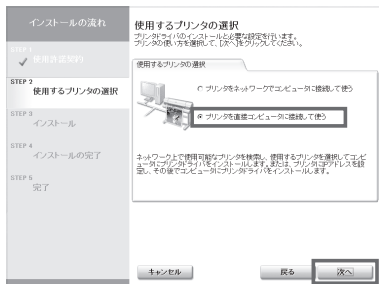 インストールの流れ
STEP 1
使用許諾契約
STEP 2
使用するプリンタの選択
STEP 3
インストール
STEP 4
インストールの完了
STEP 5
完了
使用するプリンタの選択
プリンタドライバのインストールと必要な設定を行います。
プリンタの使い方を選択して、[次へ]をクリックしてください。
使用するプリンタの選択
プリンタをネットワークでコンピュータに接続して使う
プリンタを直接コンピュータに接続して使う
ネットワーク上で使用可能なプリンタを検索し、使用するプリンタを選択してコンピ
ュータにプリンタドライバをインストールします。または、プリンタにIPアドレスを設
定し、その後でコンピュータにプリンタドライバをインストールします。
キャンセル
戻る
次へ